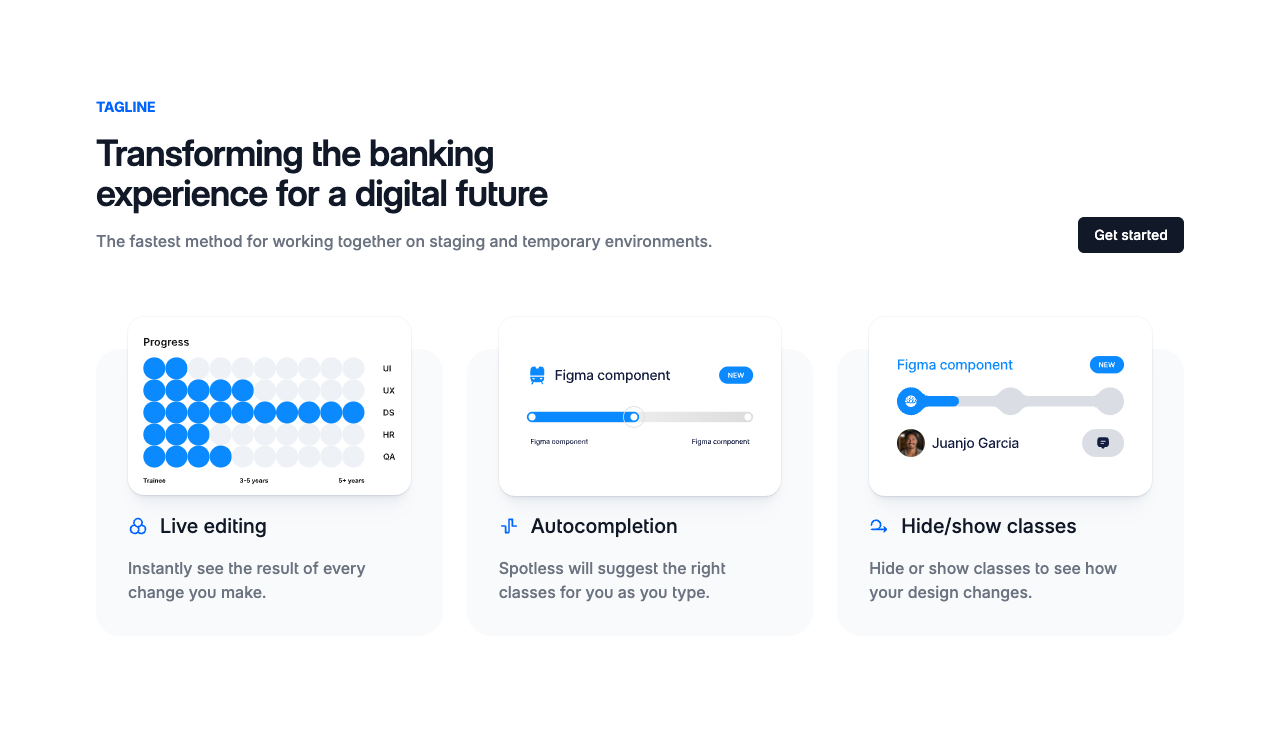 TAGLINE
Transforming the banking
experience for a digital future
The fastest method for working together on staging and temporary environments.
Get started
Progress
UI
UX
DS
HR
QA
Trainee
3-5 years
5+ years
Live editing
Instantly see the result of every
change you make.
Figma component
NEW
Figma component
Figma component
Autocompletion
Spotless will suggest the right
classes for you as you type.
Figma component
NEW
Juanjo Garcia
Hide/show classes
Hide or show classes to see how
your design changes.